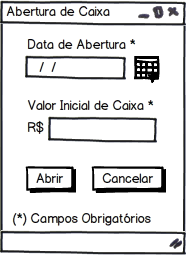 Abertura de Caixa
Data de Abertura *
/ /
Valor Inicial de Caixa *
R$
Abrir Cancelar
(*) Campos Obrigatórios